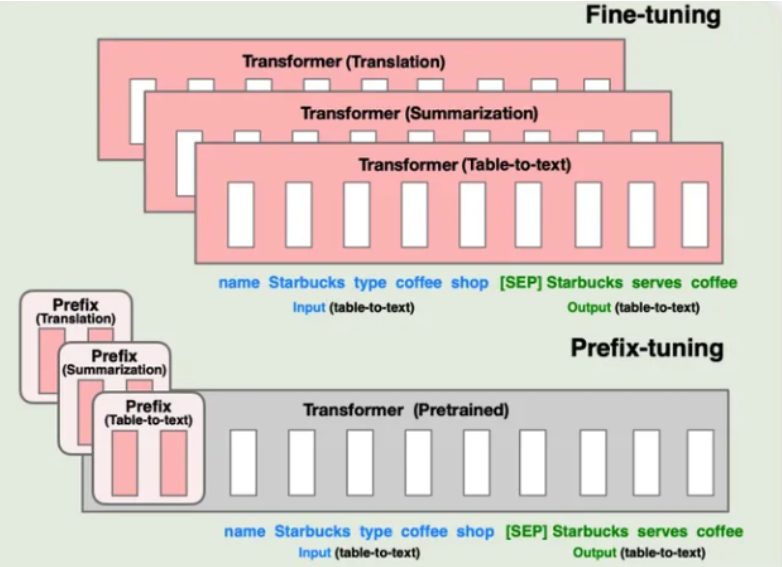 Fine-tuning
Transformer (Translation)
Transformer (Summarization)
Transformer (Table-to-text)
name Starbucks type coffee shop [SEP] Starbucks serves coffee
Input (table-to-text) Output (table-to-text)
Prefix
(Translation)
Prefix-tuning
Prefix
(Summarization)
Prefix
(Table-to-text)
Transformer (Pretrained)
name Starbucks type coffee shop [SEP] Starbucks serves coffee
Input (table-to-text) Output (table-to-text)